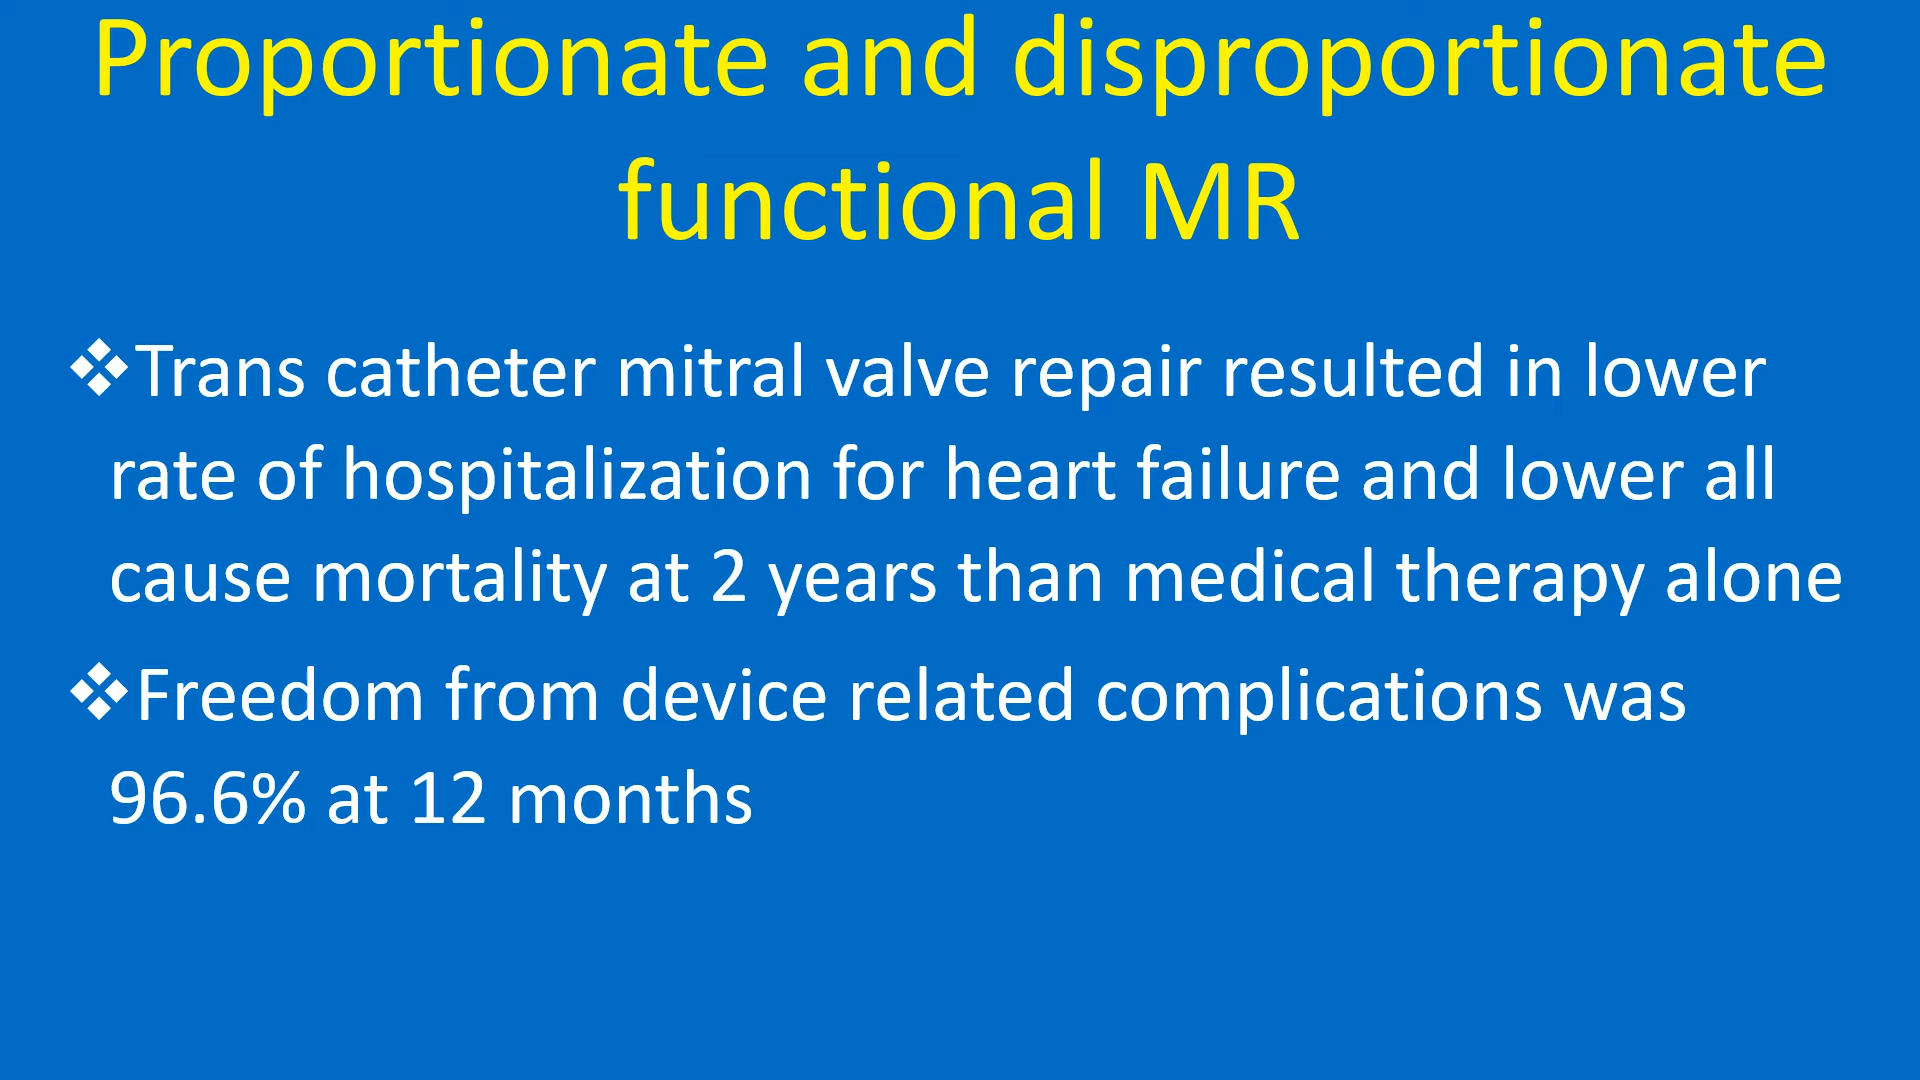 Proportionate and disproportionate
functional MR
❖Trans catheter mitral valve repair resulted in lower
rate of hospitalization for heart failure and lower all
cause mortality at 2 years than medical therapy alone
❖Freedom from device related complications was
96.6% at 12 months